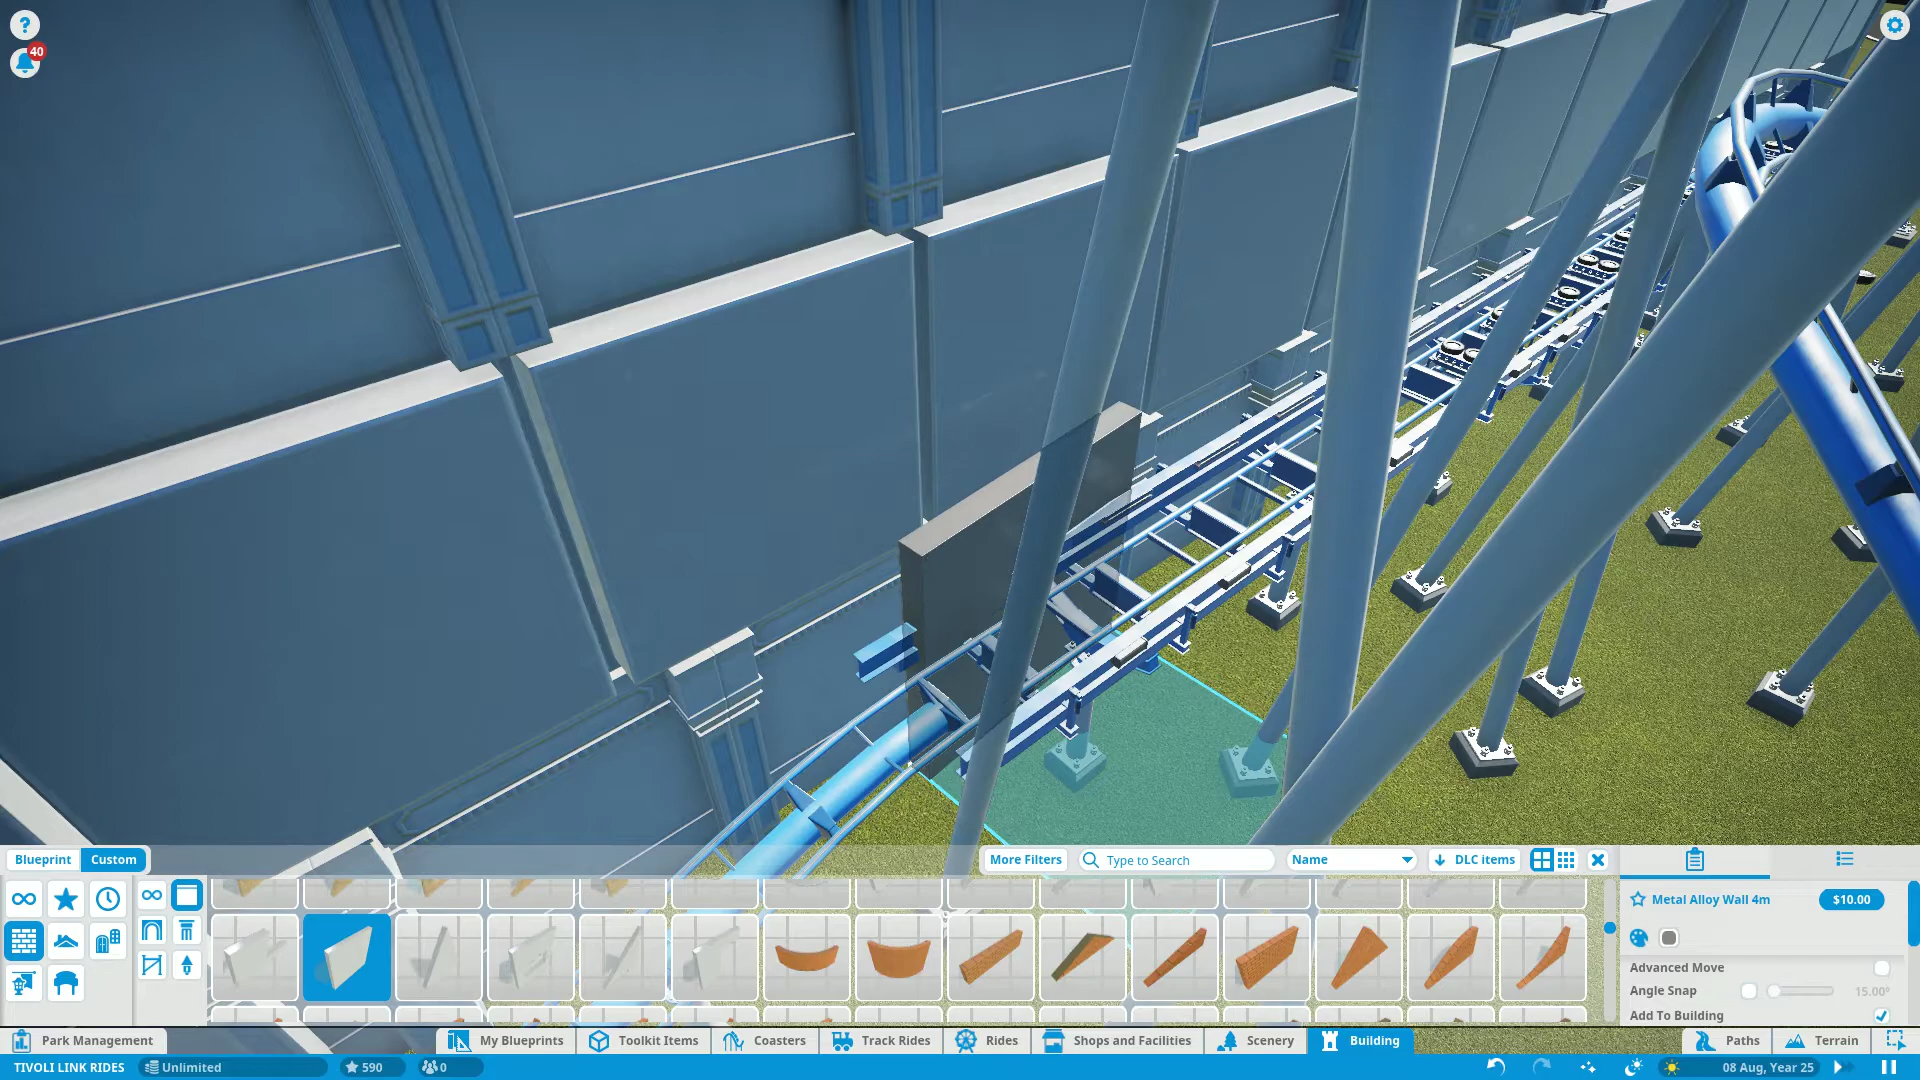 ?
40
Blueprint
Custom
More Filters
Type to Search
Name
DLC items
Metal Alloy Wall 4m
$10.00
Advanced Move
Angle Snap
15.00°
Add To Building
Park Management
My Blueprints
Toolkit Items
Coasters
Track Rides
Rides
Shops and Facilities
Scenery
Building
Paths
Terrain
TIVOLI LINK RIDES
Unlimited
590
0
08 Aug, Year 25